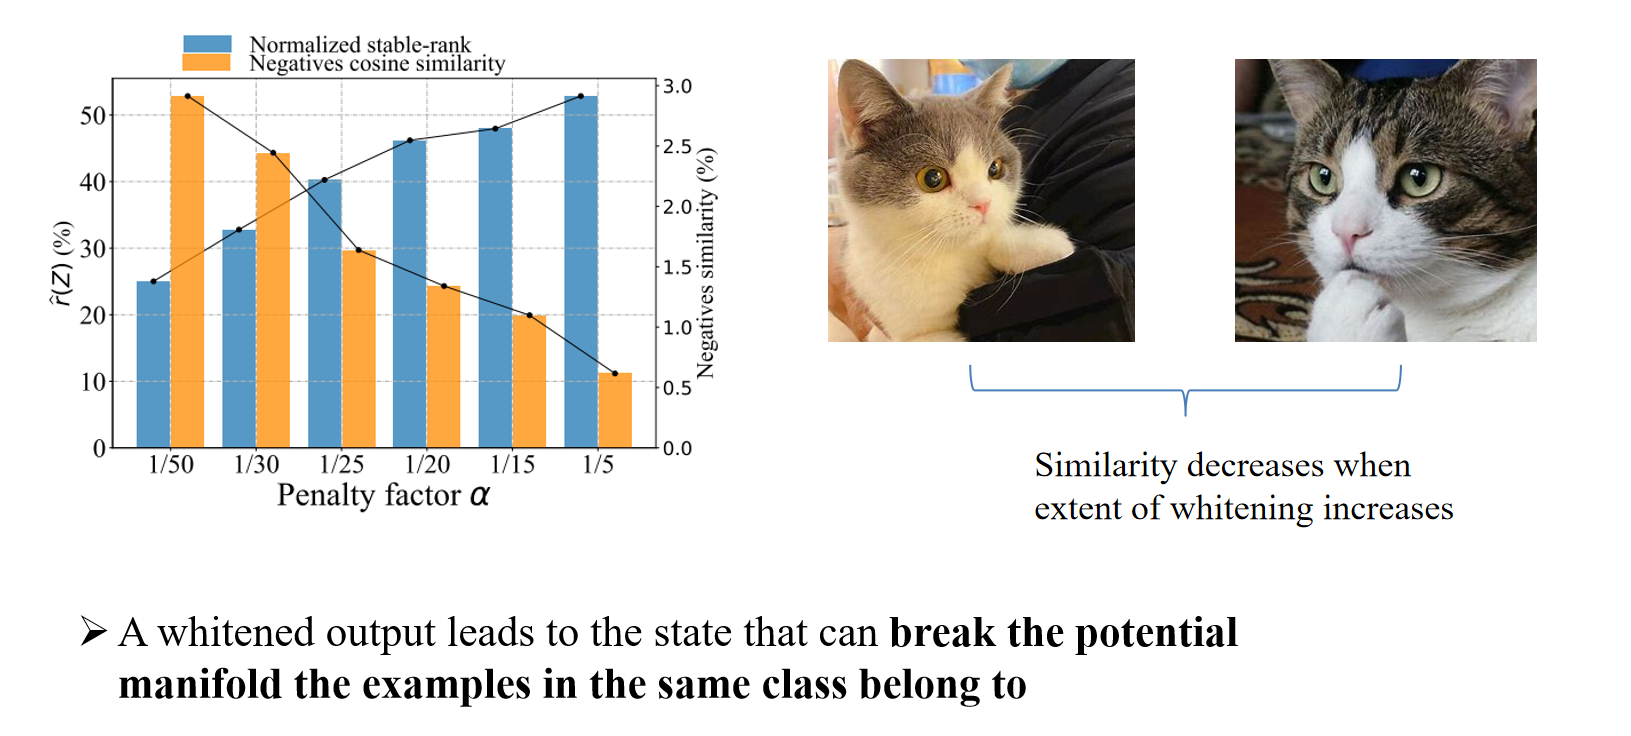 Normalized stable-rank
Negatives cosine similarity
r̂(Z) (%)
50
40
30
20
10
0
3.0
2.5
2.0
1.5
1.0
0.5
0.0
Negatives similarity (%)
1/50 1/30 1/25 1/20 1/15 1/5
Penalty factor α
Similarity decreases when
extent of whitening increases
➢ A whitened output leads to the state that can break the potential
manifold the examples in the same class belong to